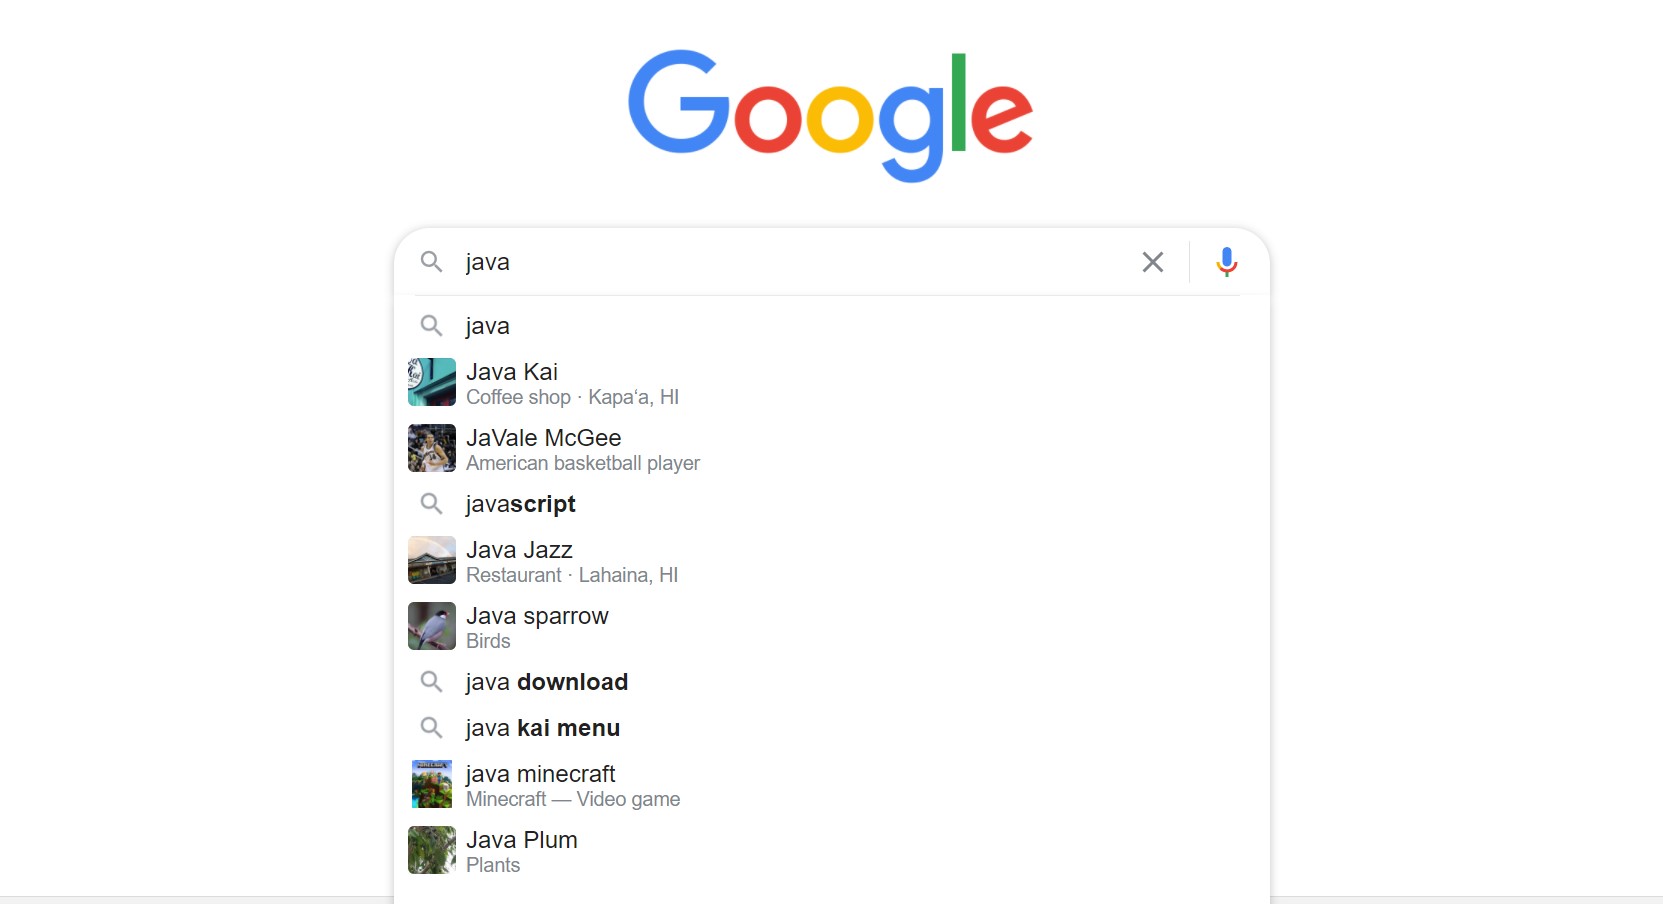 Google
java
java
Java Kai
Coffee shop · Kapaʻa, HI
JaVale McGee
American basketball player
javascript
Java Jazz
Restaurant · Lahaina, HI
Java sparrow
Birds
java download
java kai menu
java minecraft
Minecraft — Video game
Java Plum
Plants